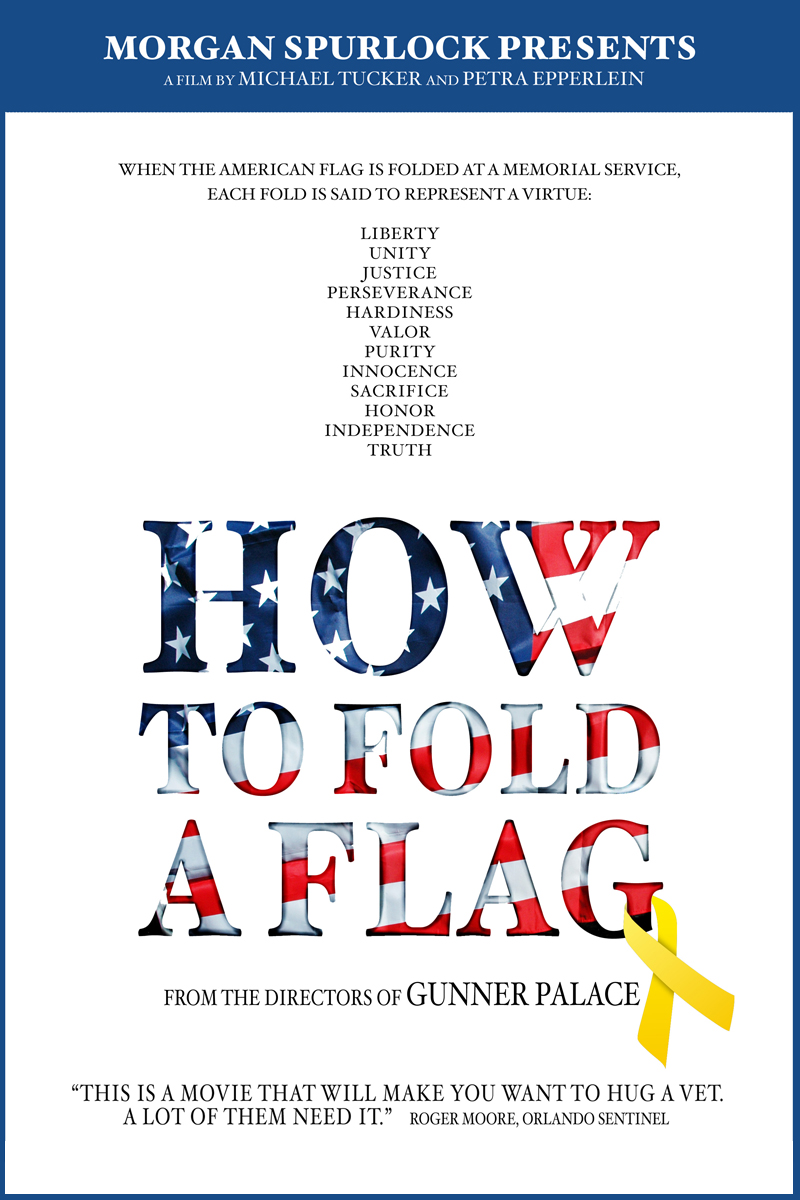 MORGAN SPURLOCK PRESENTS
A FILM BY MICHAEL TUCKER AND PETRA EPPERLEIN
WHEN THE AMERICAN FLAG IS FOLDED AT A MEMORIAL SERVICE,
EACH FOLD IS SAID TO REPRESENT A VIRTUE:
LIBERTY
UNITY
JUSTICE
PERSEVERANCE
HARDINESS
VALOR
PURITY
INNOCENCE
SACRIFICE
HONOR
INDEPENDENCE
TRUTH
HOW
TO FOLD
A FLAG
FROM THE DIRECTORS OF GUNNER PALACE
“THIS IS A MOVIE THAT WILL MAKE YOU WANT TO HUG A VET.
A LOT OF THEM NEED IT.” ROGER MOORE, ORLANDO SENTINEL